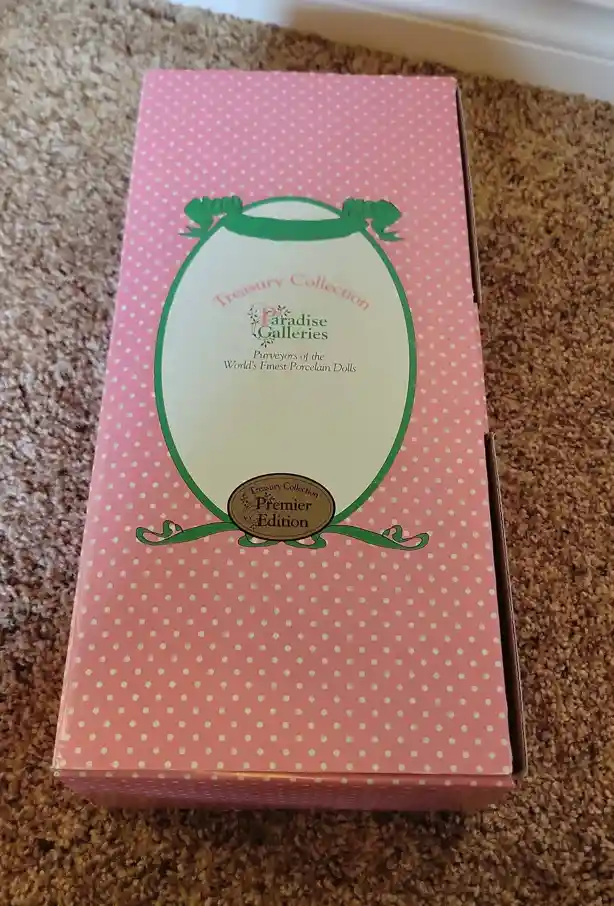 Treasury Collection
Paradise
Galleries
Purveyors of the
World's Finest Porcelain Dolls
Treasury Collection
Premier
Edition